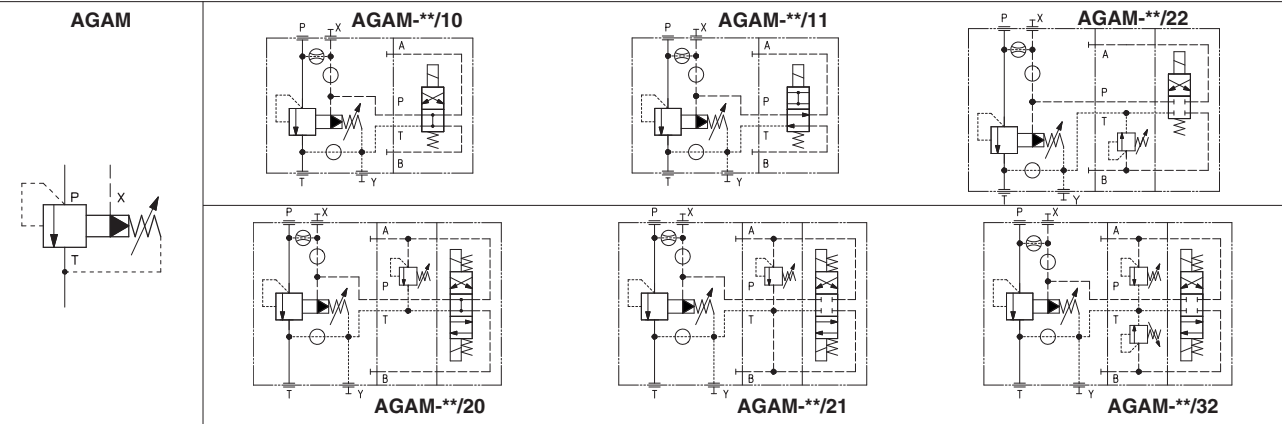 AGAM
AGAM-**/10
AGAM-**/11
AGAM-**/22
P X
A
P
T
B
T Y
P X
A
P
T
B
T Y
P X
A
P
T
B
T Y
P X
T
P X
A
P
T
B
T Y
P X
A
P
T
B
T Y
P X
A
P
T
B
T Y
AGAM-**/20
AGAM-**/21
AGAM-**/32